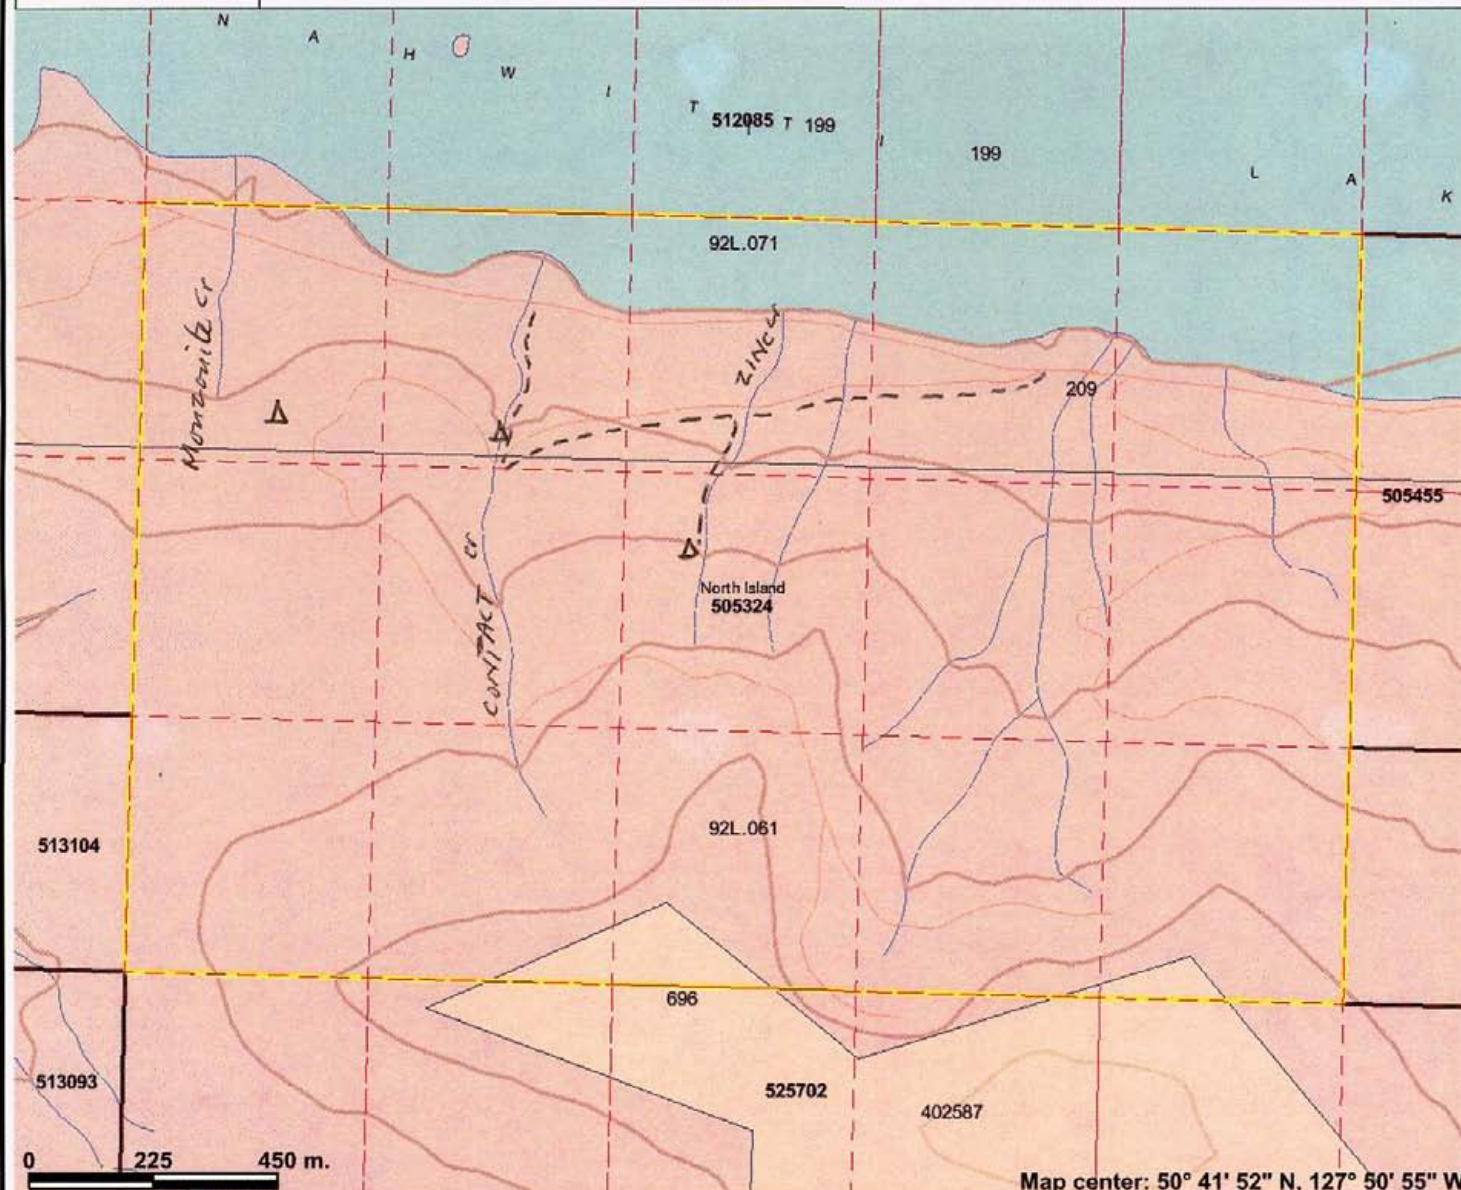 N A H W I T T I L A K
512085 T 199
199
92L.071
Monzonite Cr
ZINC Cr
209
505455
CONTACT Cr
North Island
505324
92L.061
513104
696
513093
525702
402587
0 225 450 m.
Map center: 50° 41' 52" N, 127° 50' 55" W